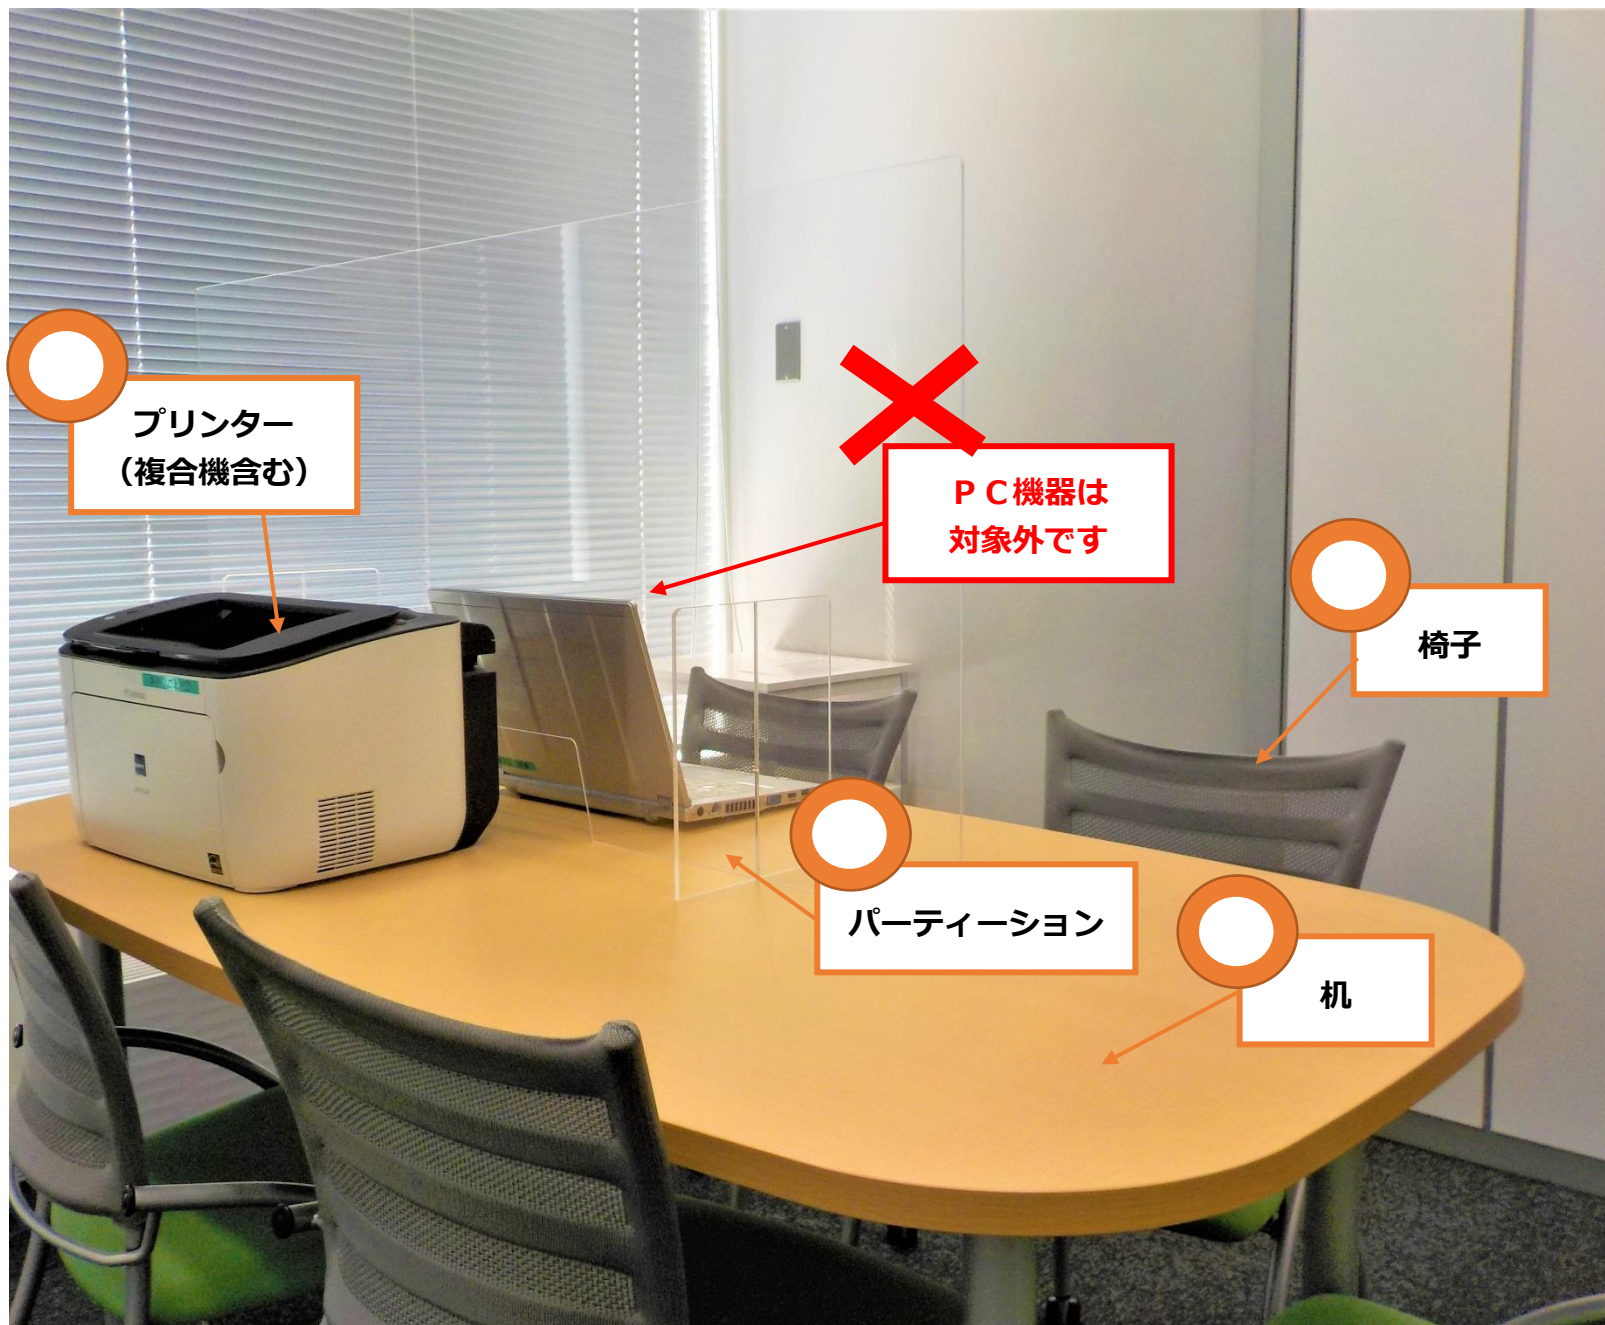 プリンター
（複合機含む）
ＰＣ機器は
対象外です
椅子
パーティーション
机